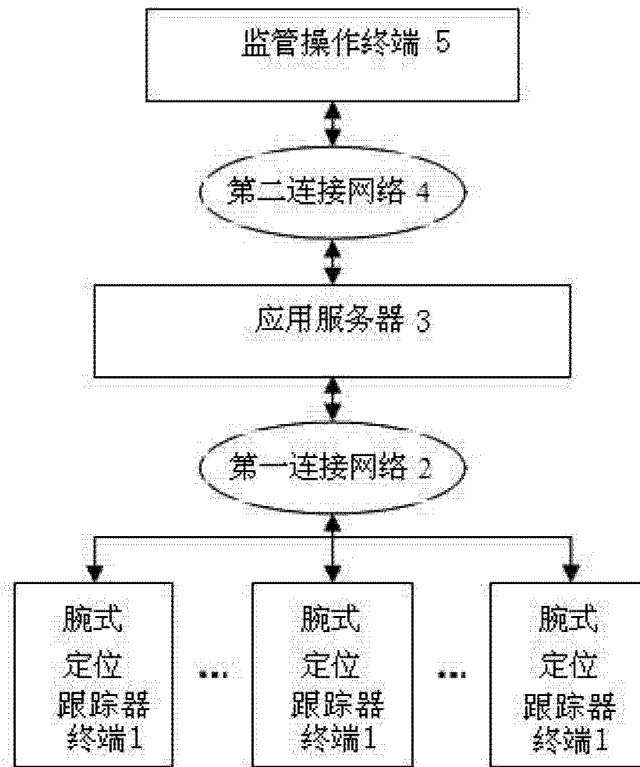 监管操作终端 5
第二连接网络 4
应用服务器 3
第一连接网络 2
腕式
定位
跟踪器
终端1
...
腕式
定位
跟踪器
终端1
...
腕式
定位
跟踪器
终端1